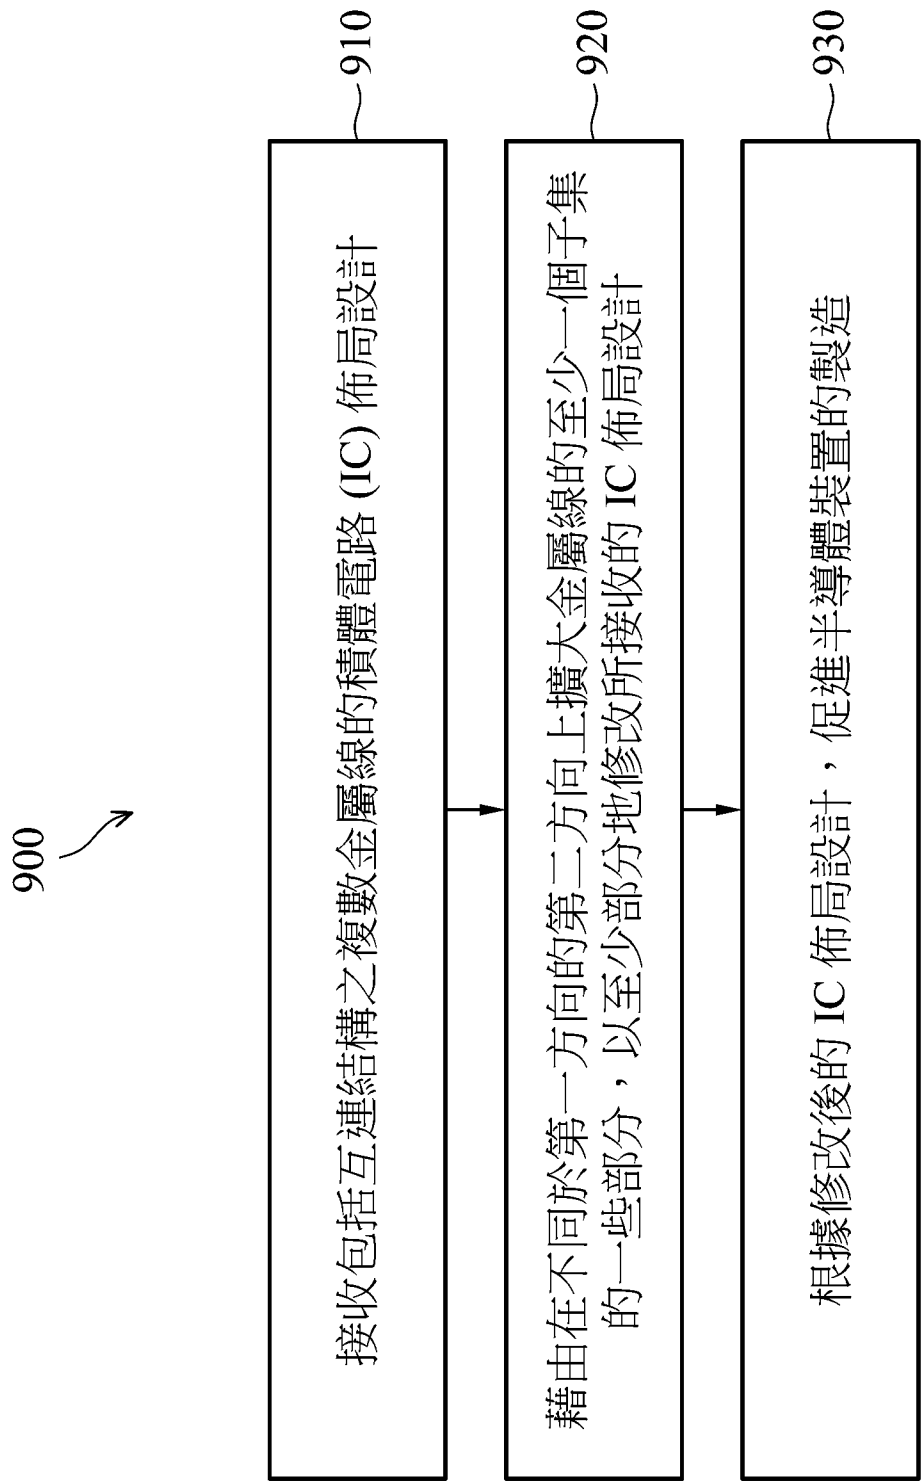 900
910
接收包括互連結構之複數金屬線的積體電路 (IC) 佈局設計
920
藉由在不同於第一方向的第二方向上擴大金屬線的至少一個子集
的一些部分，以至少部分地修改所接收的 IC 佈局設計
930
根據修改後的 IC 佈局設計，促進半導體裝置的製造